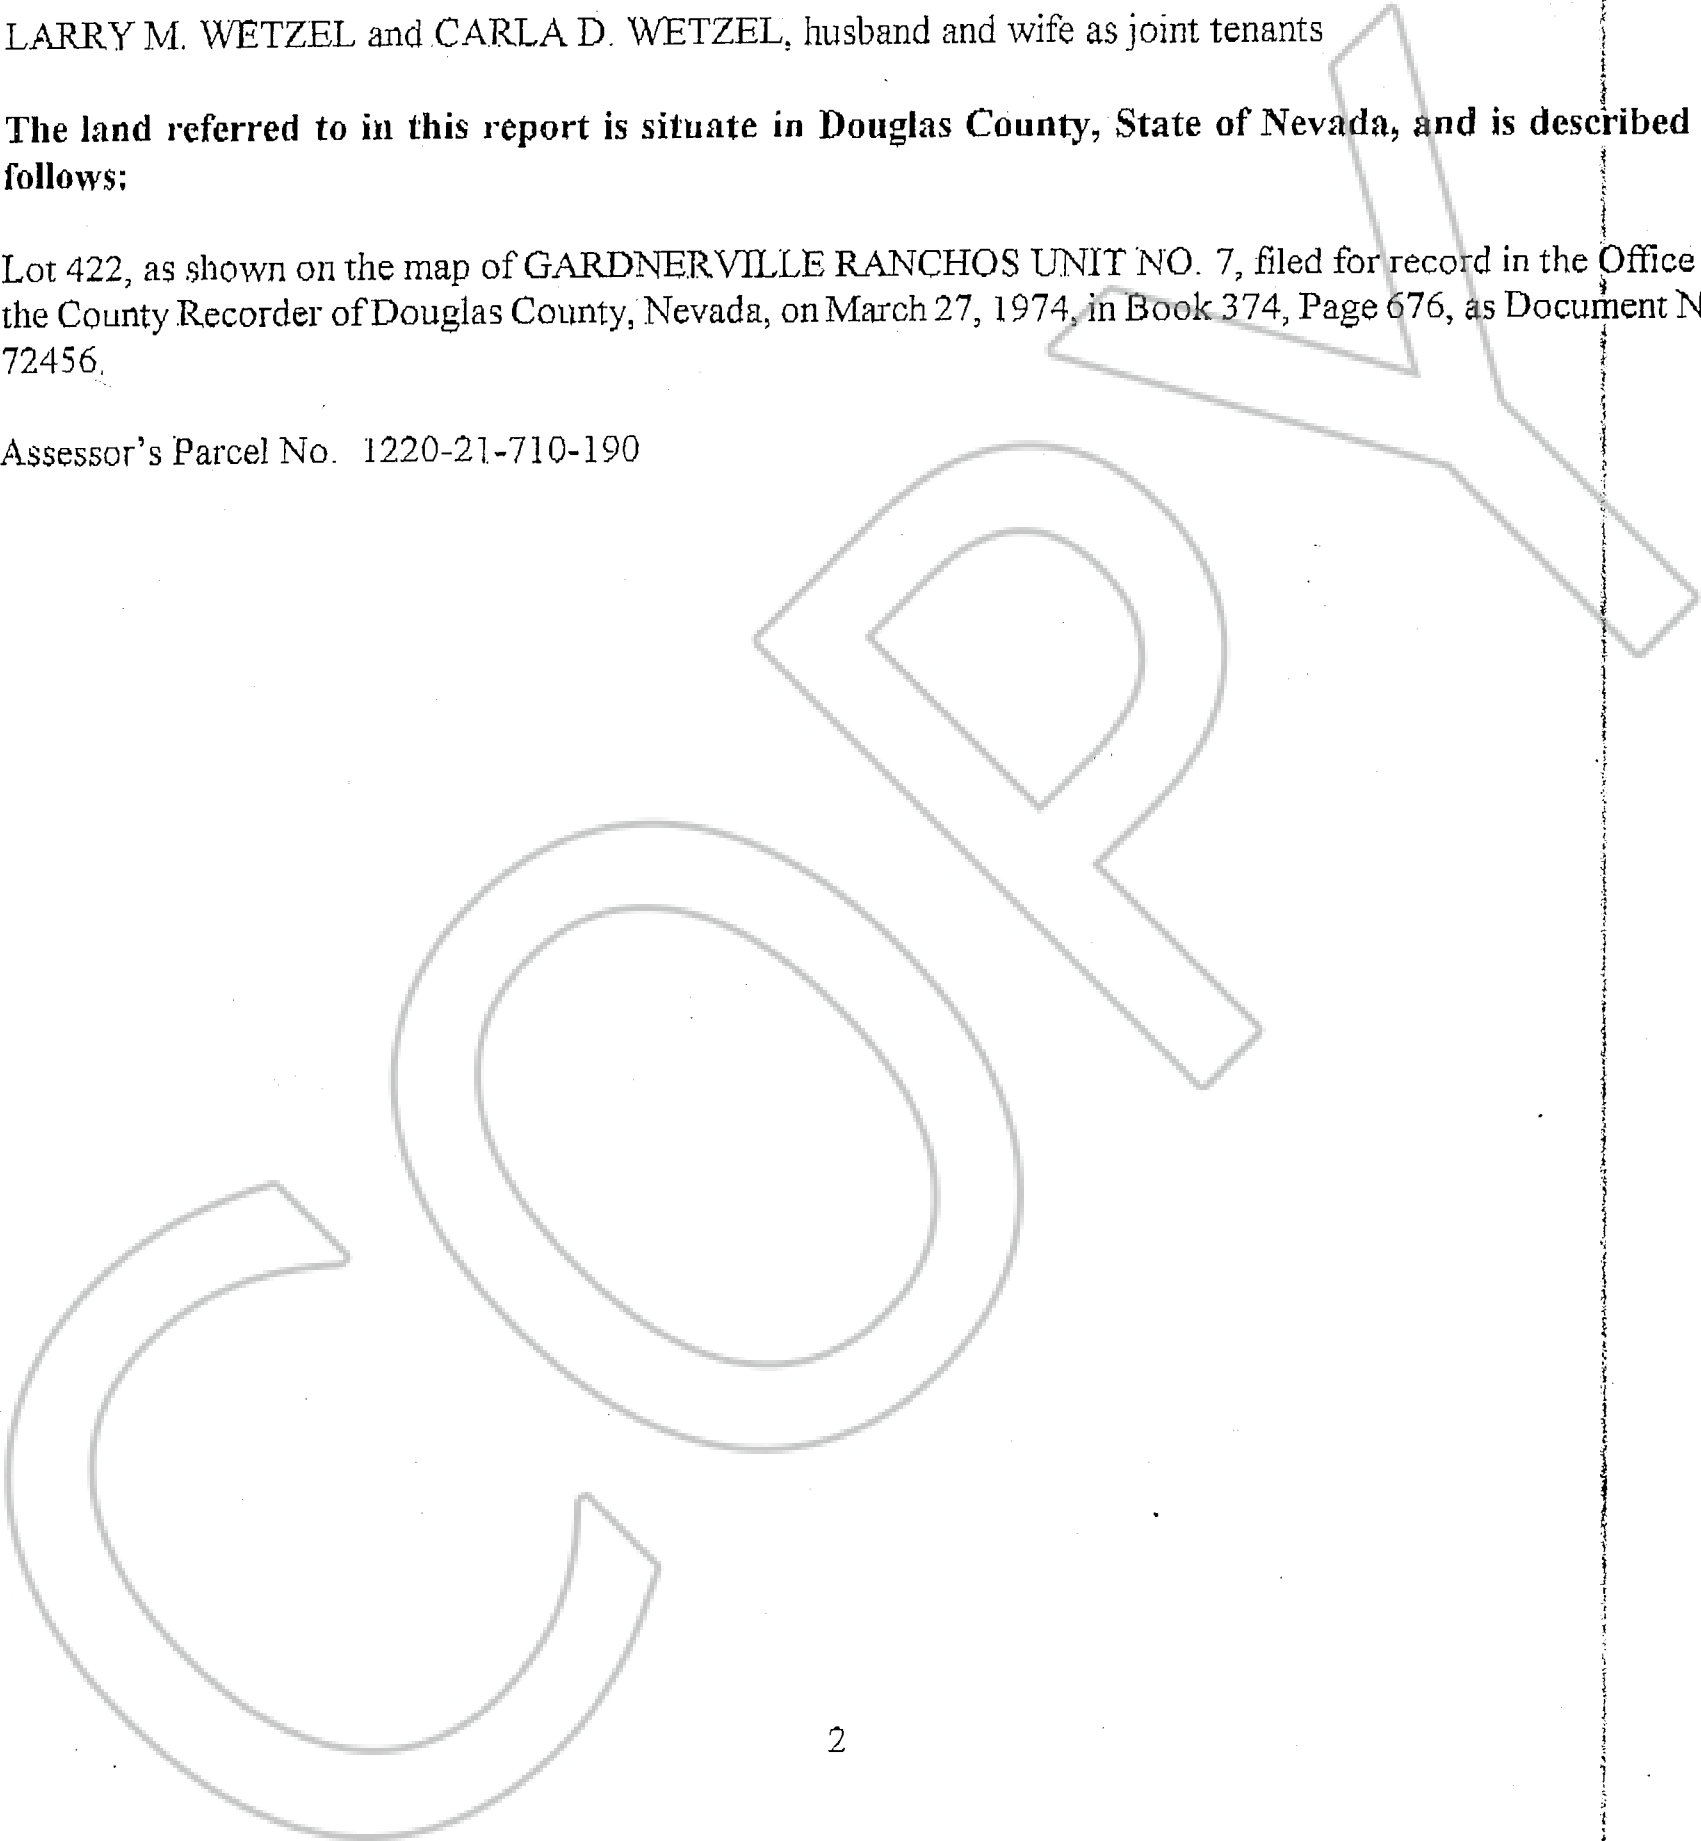 LARRY M. WETZEL and CARLA D. WETZEL, husband and wife as joint tenants
The land referred to in this report is situate in Douglas County, State of Nevada, and is described
follows:
Lot 422, as shown on the map of GARDNERVILLE RANCHOS UNIT NO. 7, filed for record in the Office
the County Recorder of Douglas County, Nevada, on March 27, 1974, in Book 374, Page 676, as Document N
72456.
Assessor's Parcel No. 1220-21-710-190
COPY
2